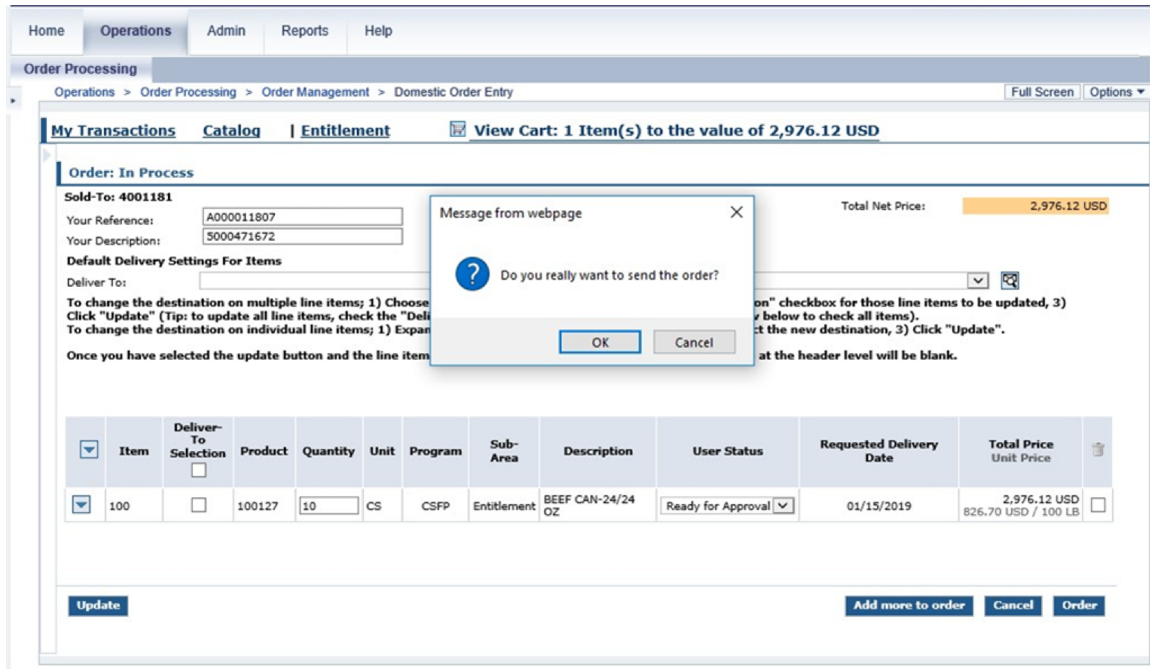 Home Operations Admin Reports Help
Order Processing
Operations > Order Processing > Order Management > Domestic Order Entry Full Screen Options
My Transactions Catalog | Entitlement View Cart: 1 Item(s) to the value of 2,976.12 USD
Order: In Process
Sold-To: 4001181
Your Reference: A000011807
Total Net Price: 2,976.12 USD
Your Description: 5000471672
Default Delivery Settings For Items
Deliver To:
Message from webpage
Do you really want to send the order?
OK Cancel
To change the destination on multiple line items; 1) Choose on" checkbox for those line items to be updated, 3)
Click "Update" (Tip: to update all line items, check the "Deli below to check all items).
To change the destination on individual line items; 1) Expan ct the new destination, 3) Click "Update".
Once you have selected the update button and the line item at the header level will be blank.
Item Deliver-To Selection Product Quantity Unit Program Sub-Area Description User Status Requested Delivery Date Total Price Unit Price
100 100127 10 CS CSFP Entitlement BEEF CAN-24/24 OZ Ready for Approval 01/15/2019 2,976.12 USD
826.70 USD / 100 LB
Update Add more to order Cancel Order